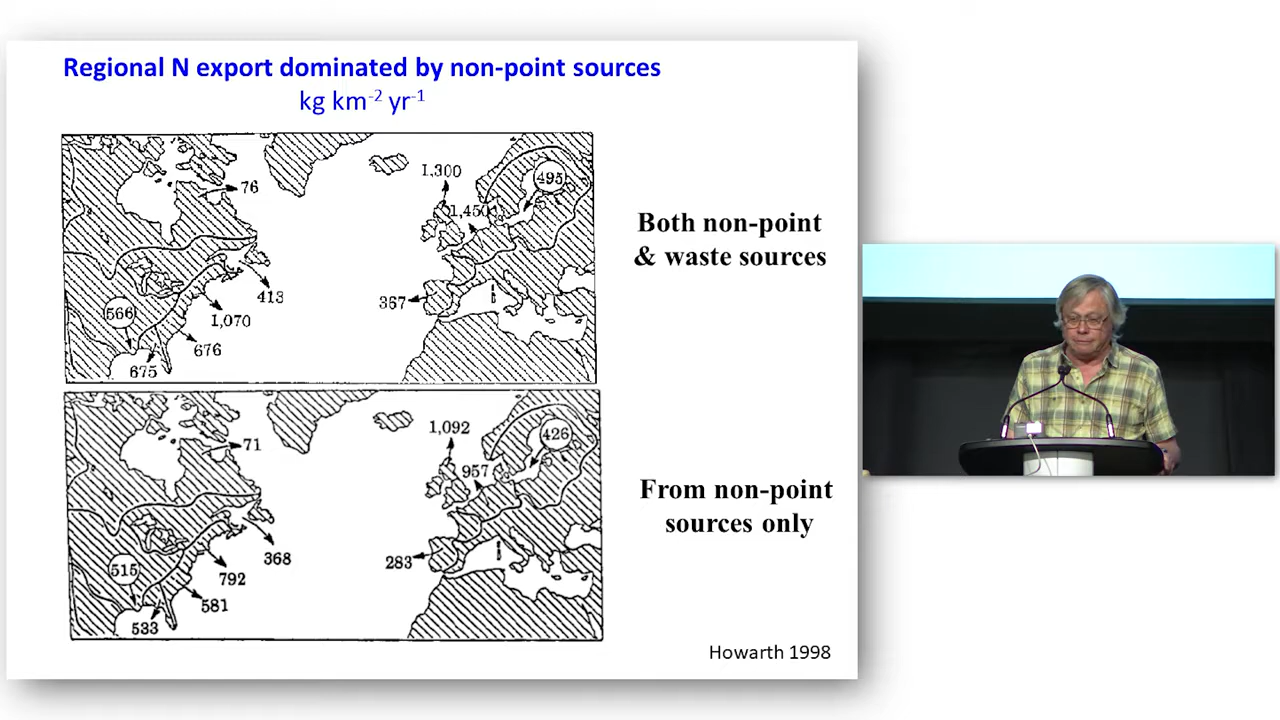 Regional N export dominated by non-point sources
kg km-2 yr-1
1,300
495
76
1,450
413
367
566
1,070
676
675
Both non-point
& waste sources
1,092
426
71
957
368
283
515
792
581
533
From non-point
sources only
Howarth 1998